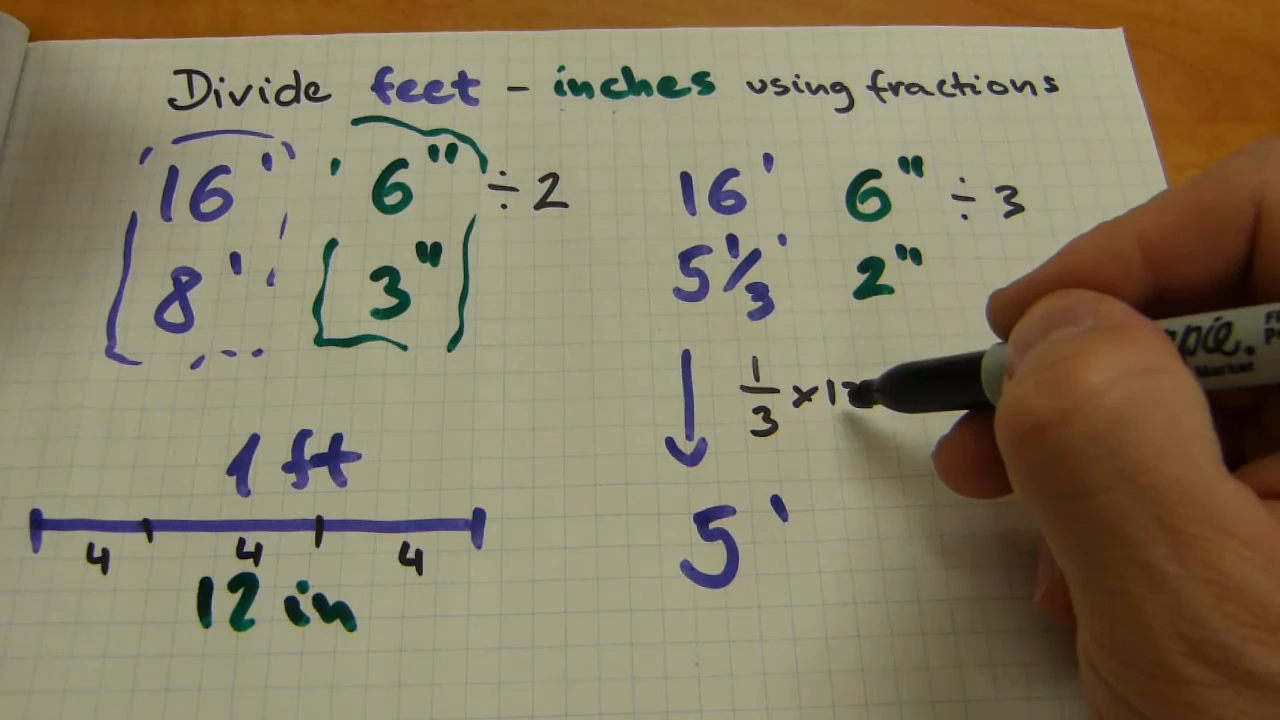 Divide feet - inches using fractions
16' 6" ÷ 2
8' 3"
1 ft
4 4 4
12 in
16' 6" ÷ 3
5 1/3' 2"
1/3 × 12
5'